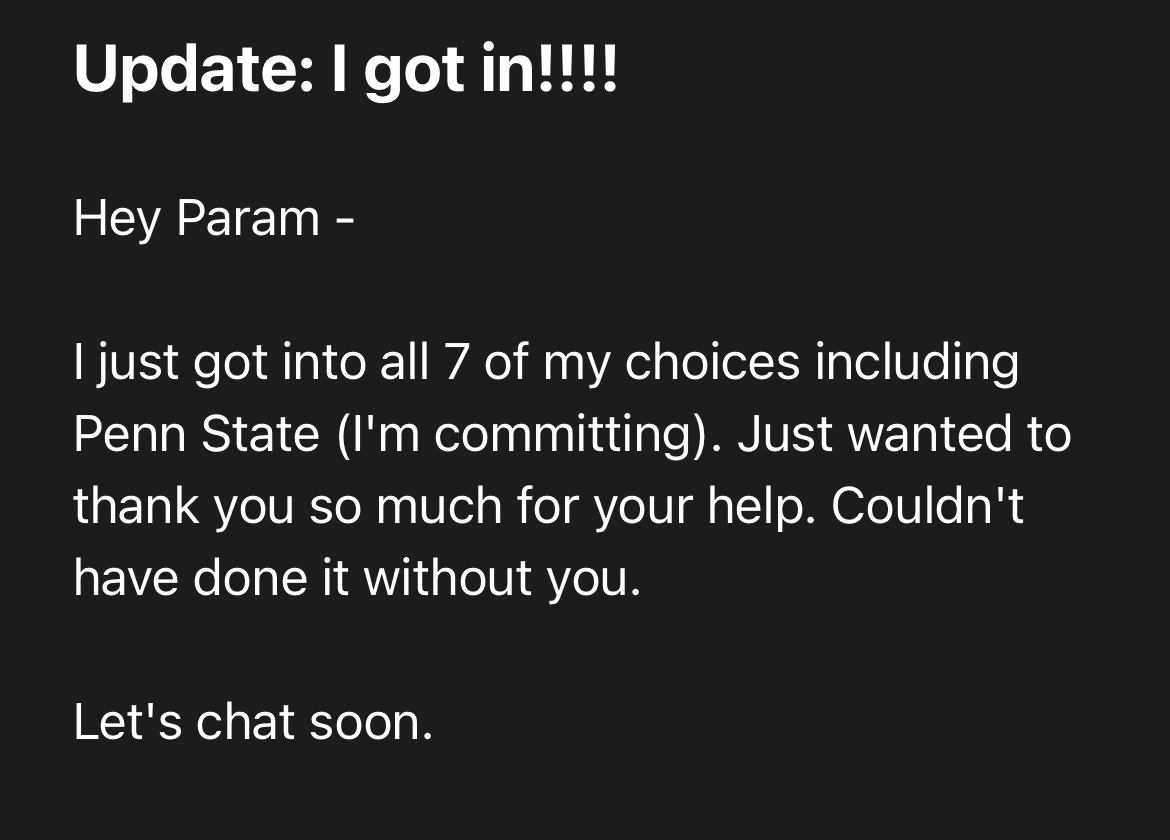 Update: I got in!!!!
Hey Param -
I just got into all 7 of my choices including
Penn State (I'm committing). Just wanted to
thank you so much for your help. Couldn't
have done it without you.
Let's chat soon.